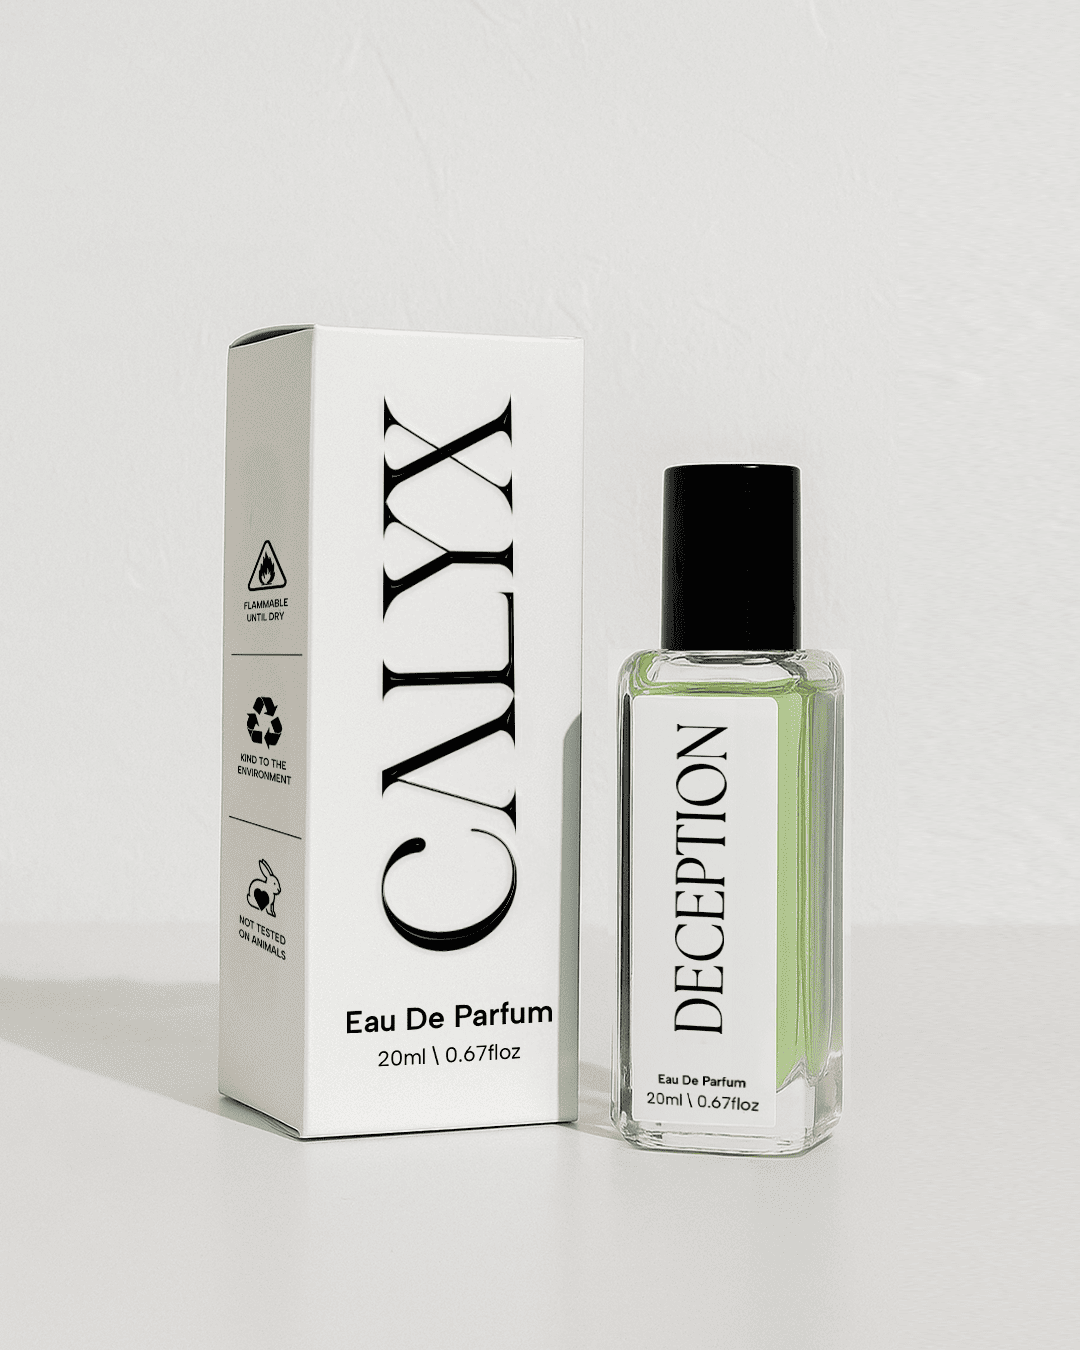 FLAMMABLE
UNTIL DRY
KIND TO THE
ENVIRONMENT
NOT TESTED
ON ANIMALS
CALYX
Eau De Parfum
20ml \ 0.67floz
DECEPTION
Eau De Parfum
20ml \ 0.67floz